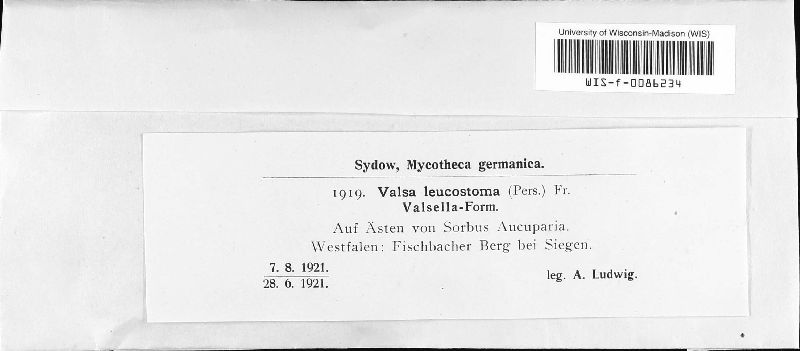 University of Wisconsin-Madison (WIS)
WIS-f-0086234
Sydow, Mycotheca germanica.
1919. Valsa leucostoma (Pers.) Fr.
Valsella-Form.
Auf Ästen von Sorbus Aucuparia.
Westfalen: Fischbacher Berg bei Siegen.
7. 8. 1921.
28. 6. 1921.
leg. A. Ludwig.